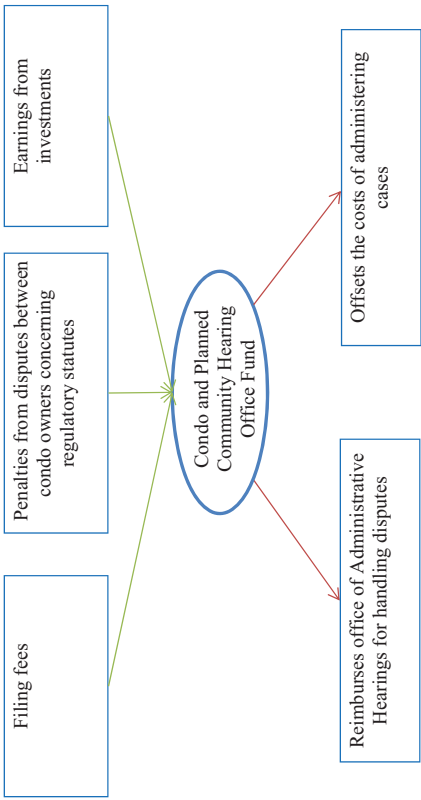 Filing fees
Penalties from disputes between
condo owners concerning
regulatory statutes
Earnings from
investments
Condo and Planned
Community Hearing
Office Fund
Reimburses office of Administrative
Hearings for handling disputes
Offsets the costs of administering
cases